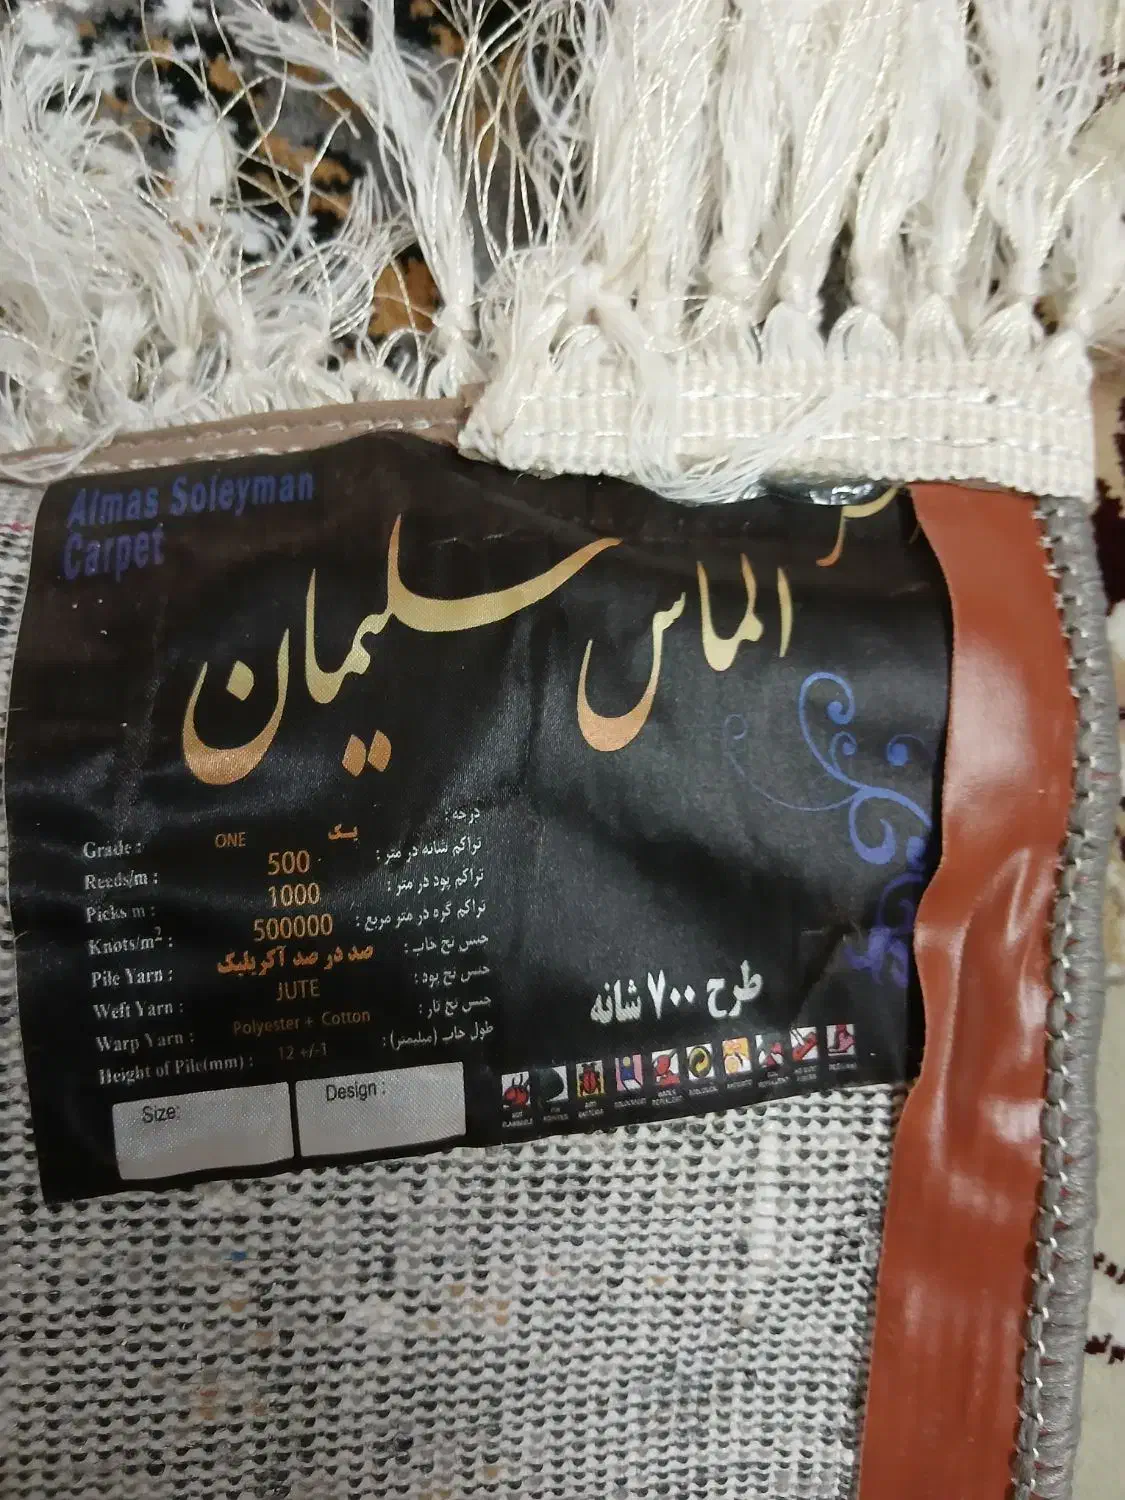 Almas Soleyman
Carpet
الماس سلیمان
Grade : ONE یک درجه :
Reeds/m : 500 تراکم شانه در متر :
Picks m : 1000 تراکم پود در متر :
Knots/m² : 500000 تراکم گره در متر مربع :
Pile Yarn : صد در صد آکریلیک جنس نخ خاب :
Weft Yarn : JUTE جنس نخ پود :
Warp Yarn : Polyester + Cotton جنس نخ تار :
Height of Pile(mm) : 12 +/-1 طول خاب (میلیمتر) :
طرح ۷۰۰ شانه
Size:
Design :